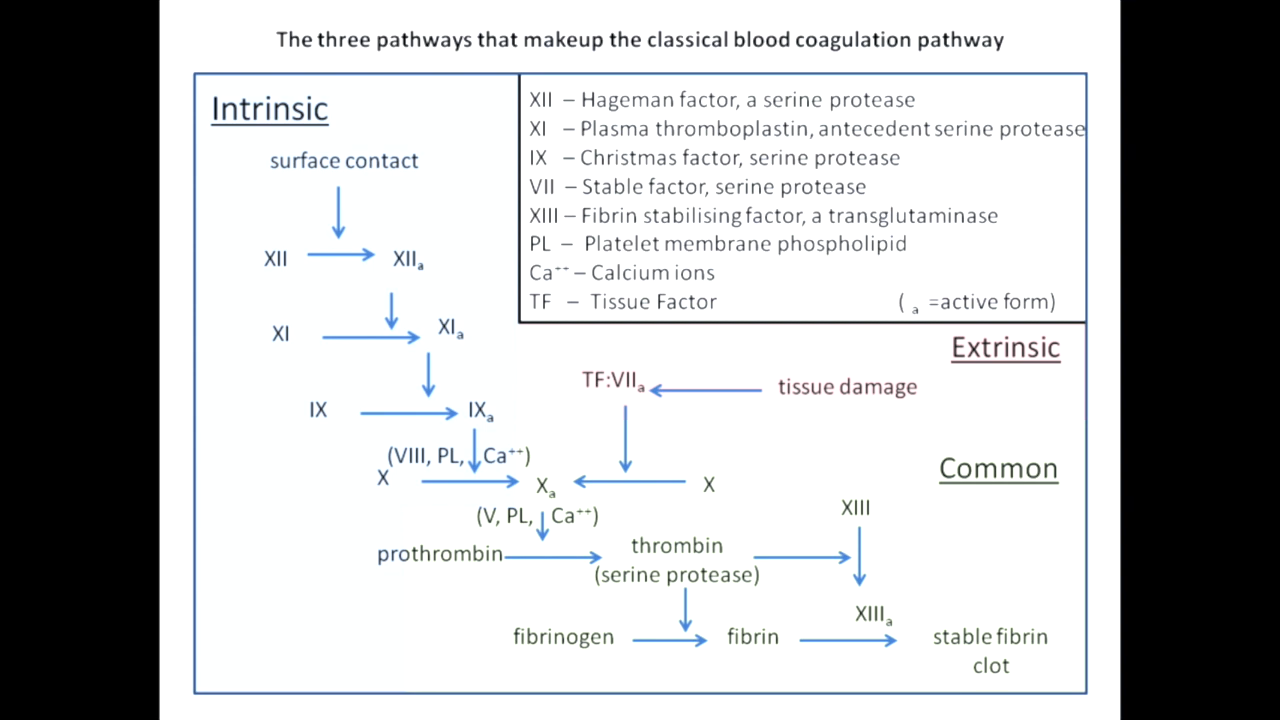 The three pathways that makeup the classical blood coagulation pathway
Intrinsic
surface contact
XII
XIIₐ
XI
XIₐ
IX
IXₐ
(VIII, PL, Ca⁺⁺)
X
Xₐ
XII – Hageman factor, a serine protease
XI – Plasma thromboplastin, antecedent serine protease
IX – Christmas factor, serine protease
VII – Stable factor, serine protease
XIII – Fibrin stabilising factor, a transglutaminase
PL – Platelet membrane phospholipid
Ca⁺⁺ – Calcium ions
TF – Tissue Factor ( ₐ =active form)
Extrinsic
TF:VIIₐ
tissue damage
X
Common
(V, PL, Ca⁺⁺)
prothrombin
thrombin
(serine protease)
XIII
XIIIₐ
fibrinogen
fibrin
stable fibrin
clot